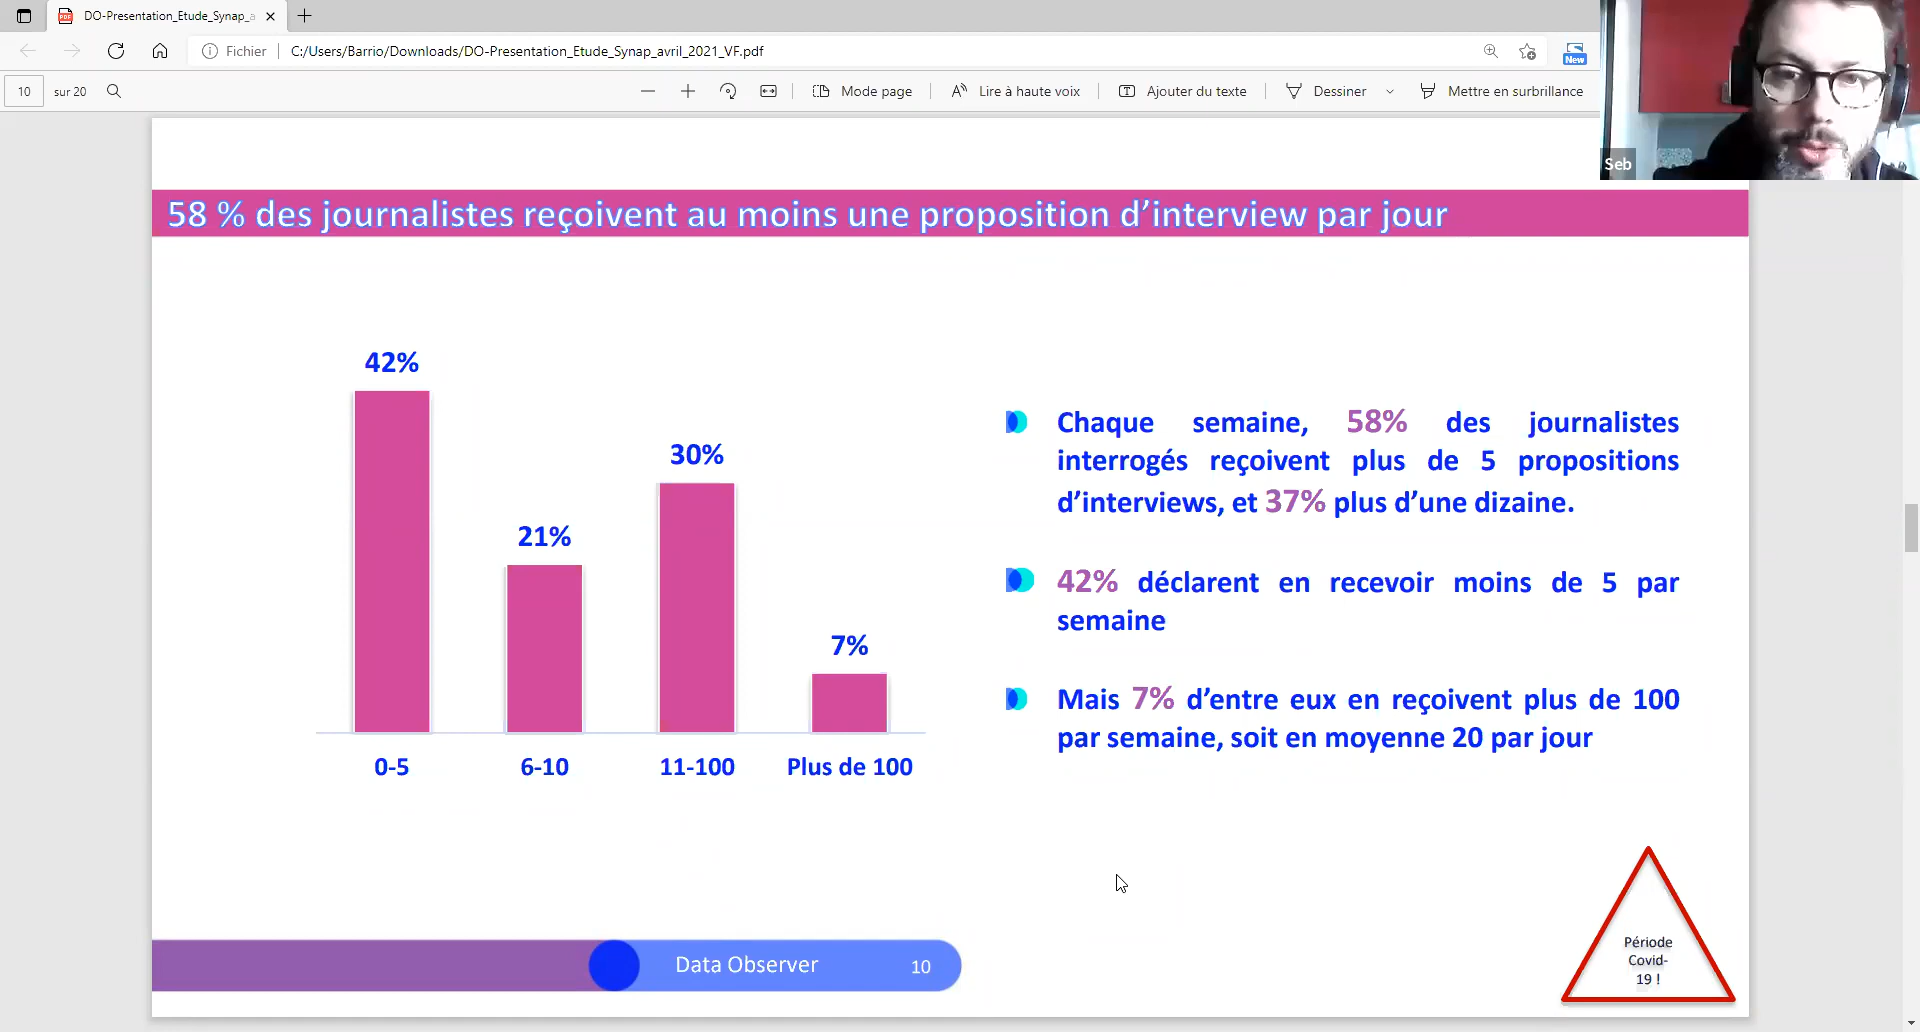 DO-Presentation_Etude_Synap_a
Fichier
C:/Users/Barrio/Downloads/DO-Presentation_Etude_Synap_avril_2021_VF.pdf
New
10 sur 20
Mode page
Lire à haute voix
Ajouter du texte
Dessiner
Mettre en surbrillance
Seb
58 % des journalistes reçoivent au moins une proposition d’interview par jour
42%
21%
30%
7%
0-5
6-10
11-100
Plus de 100
Chaque semaine, 58% des journalistes
interrogés reçoivent plus de 5 propositions
d’interviews, et 37% plus d’une dizaine.
42% déclarent en recevoir moins de 5 par
semaine
Mais 7% d’entre eux en reçoivent plus de 100
par semaine, soit en moyenne 20 par jour
Data Observer
10
Période
Covid-
19 !